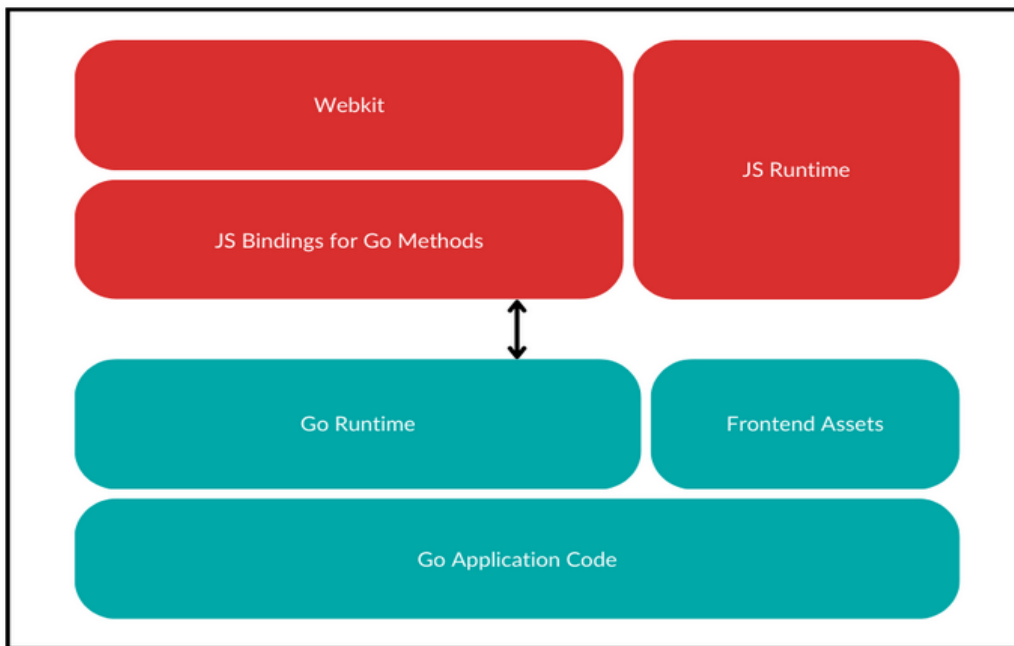 Webkit
JS Runtime
JS Bindings for Go Methods
Go Runtime
Frontend Assets
Go Application Code